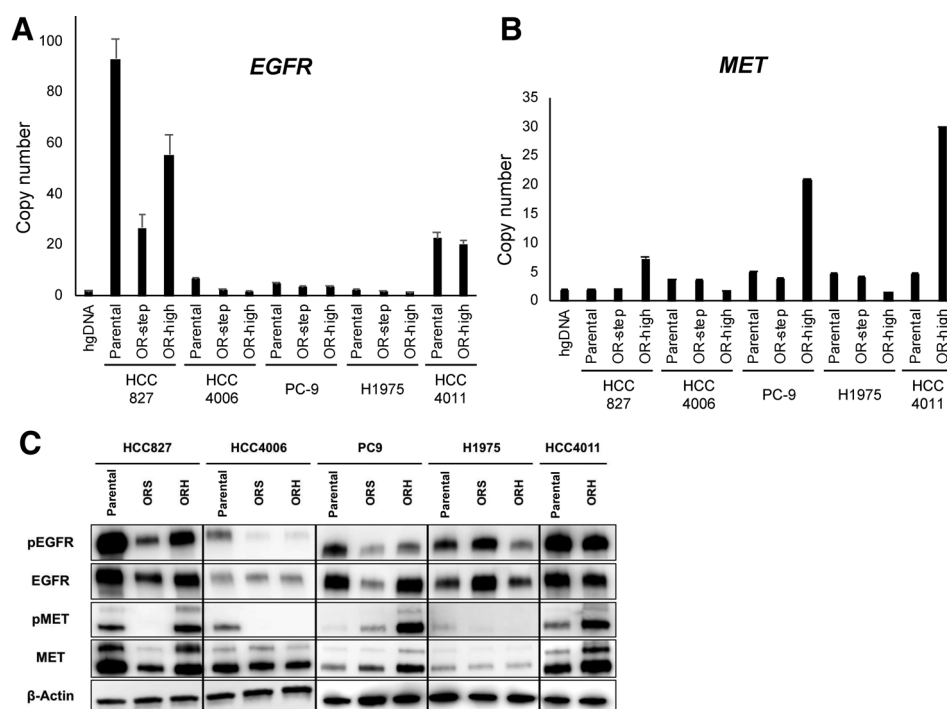 A
EGFR
Copy number
100
80
60
40
20
0
hgDNA
Parental
OR-step
OR-high
Parental
OR-step
OR-high
Parental
OR-step
OR-high
Parental
OR-step
OR-high
Parental
OR-high
HCC
827
HCC
4006
PC-9
H1975
HCC
4011
B
MET
Copy number
35
30
25
20
15
10
5
0
hgDNA
Parental
OR-step
OR-high
Parental
OR-step
OR-high
Parental
OR-step
OR-high
Parental
OR-step
OR-high
Parental
OR-high
HCC
827
HCC
4006
PC-9
H1975
HCC
4011
C
HCC827 HCC4006 PC9 H1975 HCC4011
Parental ORS ORH Parental ORS ORH Parental ORS ORH Parental ORS ORH Parental ORH
pEGFR
EGFR
pMET
MET
β-Actin